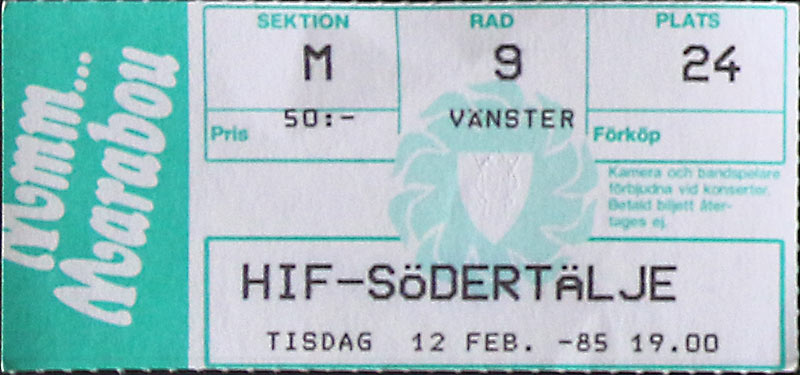 Mmm...
Marabou
SEKTION RAD PLATS
M 9 24
Pris 50:- VÄNSTER Förköp
Kamera och bandspelare
förbjudna vid konserter.
Betald biljett åter-
tages ej.
HIF-SÖDERTÄLJE
TISDAG 12 FEB. -85 19.00